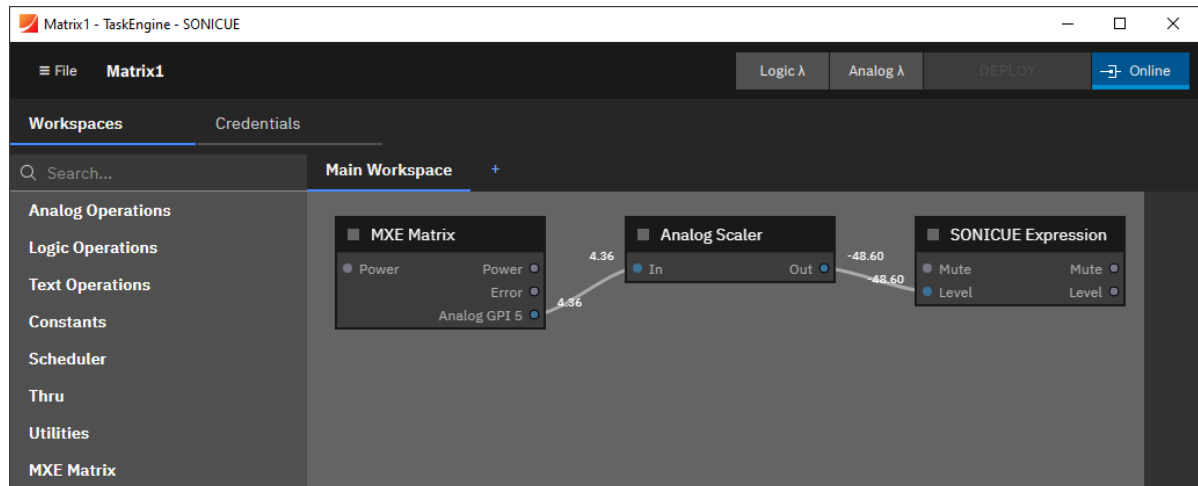 Matrix1 - TaskEngine - SONICUE
≡ File Matrix1 Logic λ Analog λ DEPLOY Online
Workspaces Credentials
Search... Main Workspace +
Analog Operations
Logic Operations
Text Operations
Constants
Scheduler
Thru
Utilities
MXE Matrix
MXE Matrix
Power Power
Error
Analog GPI 5
4.36
4.36
Analog Scaler
In Out
-48.60
-48.60
SONICUE Expression
Mute Mute
Level Level